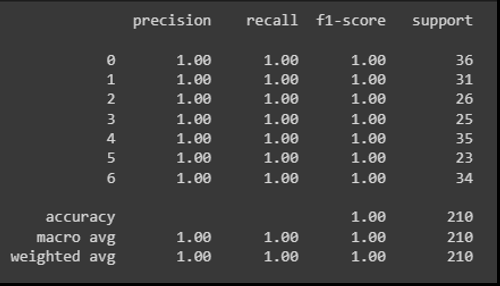 precision recall f1-score support
0 1.00 1.00 1.00 36
1 1.00 1.00 1.00 31
2 1.00 1.00 1.00 26
3 1.00 1.00 1.00 25
4 1.00 1.00 1.00 35
5 1.00 1.00 1.00 23
6 1.00 1.00 1.00 34
accuracy 1.00 210
macro avg 1.00 1.00 1.00 210
weighted avg 1.00 1.00 1.00 210